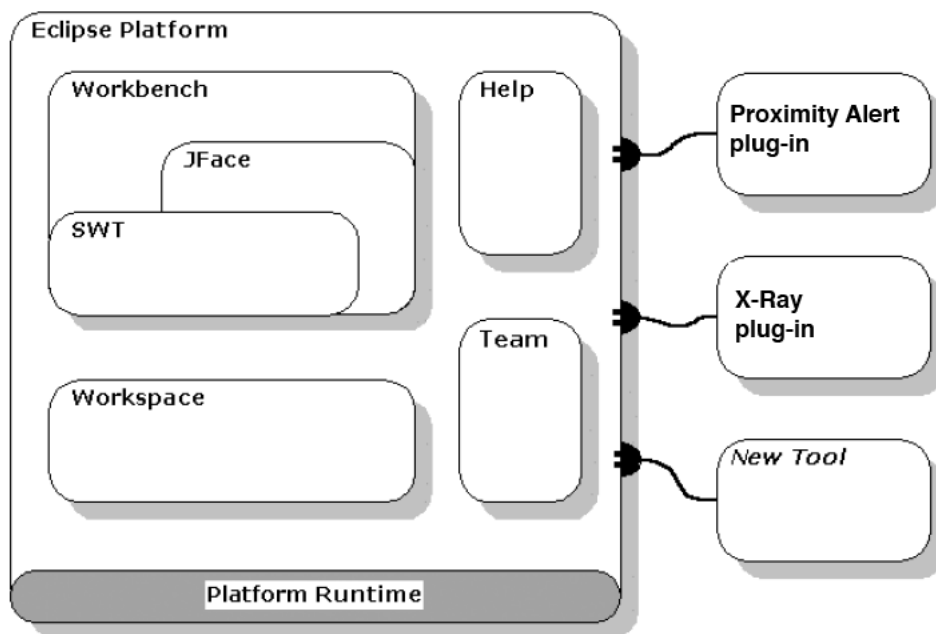 Eclipse Platform
Workbench
JFace
SWT
Workspace
Help
Team
Platform Runtime
Proximity Alert
plug-in
X-Ray
plug-in
New Tool